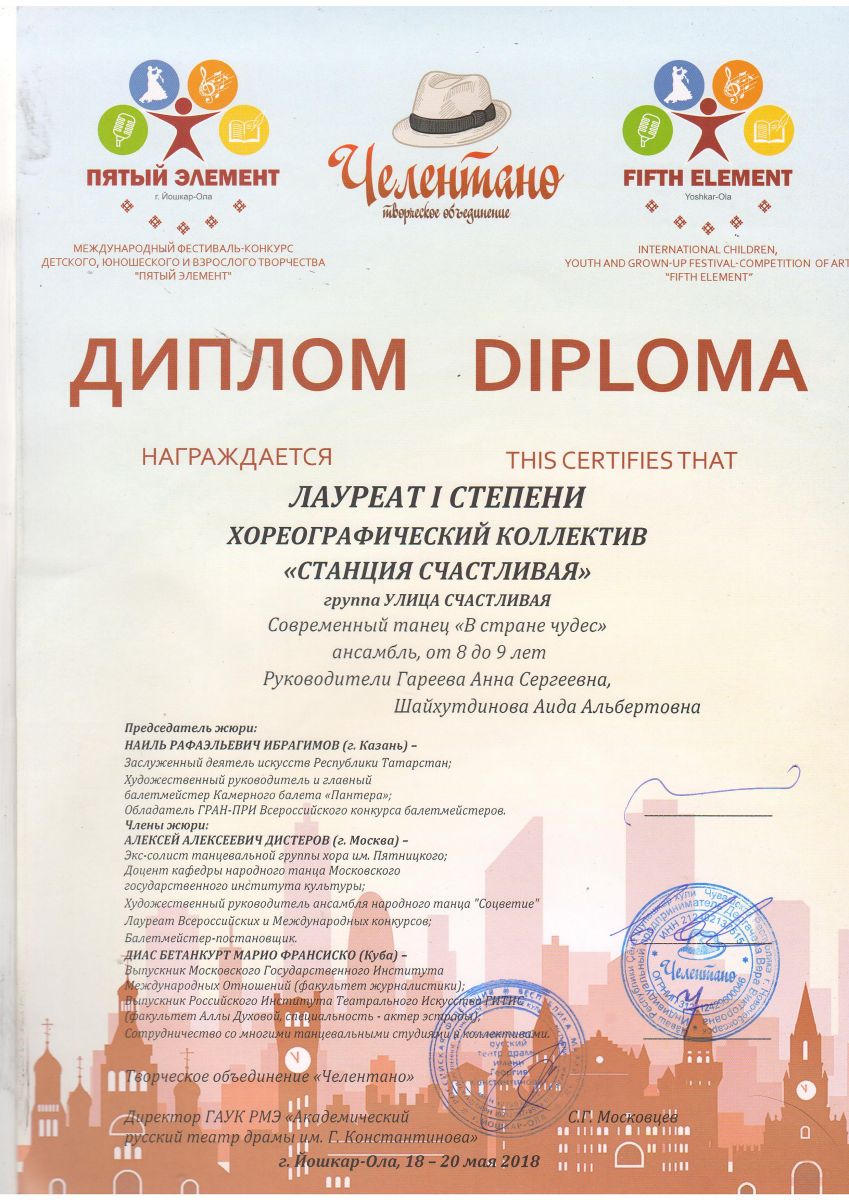 ПЯТЫЙ ЭЛЕМЕНТ
г. Йошкар-Ола
МЕЖДУНАРОДНЫЙ ФЕСТИВАЛЬ-КОНКУРС
ДЕТСКОГО, ЮНОШЕСКОГО И ВЗРОСЛОГО ТВОРЧЕСТВА
"ПЯТЫЙ ЭЛЕМЕНТ"
Челентано
творческое объединение
FIFTH ELEMENT
Yoshkar-Ola
INTERNATIONAL CHILDREN,
YOUTH AND GROWN-UP FESTIVAL-COMPETITION OF ART
"FIFTH ELEMENT"
ДИПЛОМ DIPLOMA
НАГРАЖДАЕТСЯ THIS CERTIFIES THAT
ЛАУРЕАТ I СТЕПЕНИ
ХОРЕОГРАФИЧЕСКИЙ КОЛЛЕКТИВ
«СТАНЦИЯ СЧАСТЛИВАЯ»
группа УЛИЦА СЧАСТЛИВАЯ
Современный танец «В стране чудес»
ансамбль, от 8 до 9 лет
Руководители Гареева Анна Сергеевна,
Шайхутдинова Аида Альбертовна
Председатель жюри:
НАИЛЬ РАФАЭЛЬЕВИЧ ИБРАГИМОВ (г. Казань) –
Заслуженный деятель искусств Республики Татарстан;
Художественный руководитель и главный
балетмейстер Камерного балета «Пантера»;
Обладатель ГРАН-ПРИ Всероссийского конкурса балетмейстеров.
Члены жюри:
АЛЕКСЕЙ АЛЕКСЕЕВИЧ ДИСТЕРОВ (г. Москва) –
Экс-солист танцевальной группы хора им. Пятницкого;
Доцент кафедры народного танца Московского
государственного института культуры;
Художественный руководитель ансамбля народного танца "Соцветие"
Лауреат Всероссийских и Международных конкурсов;
Балетмейстер-постановщик.
ДИАС БЕТАНКУРТ МАРИО ФРАНСИСКО (Куба) –
Выпускник Московского Государственного Института
Международных Отношений (факультет журналистики);
Выпускник Российского Института Театрального Искусства ГИТИС
(факультет Аллы Духовой, специальность - актер эстрады);
Сотрудничество со многими танцевальными студиями и коллективами.
Челентано
Творческое объединение «Челентано»
Директор ГАУК РМЭ «Академический
русский театр драмы им. Г. Константинова» С.Г. Московцев
г. Йошкар-Ола, 18 – 20 мая 2018